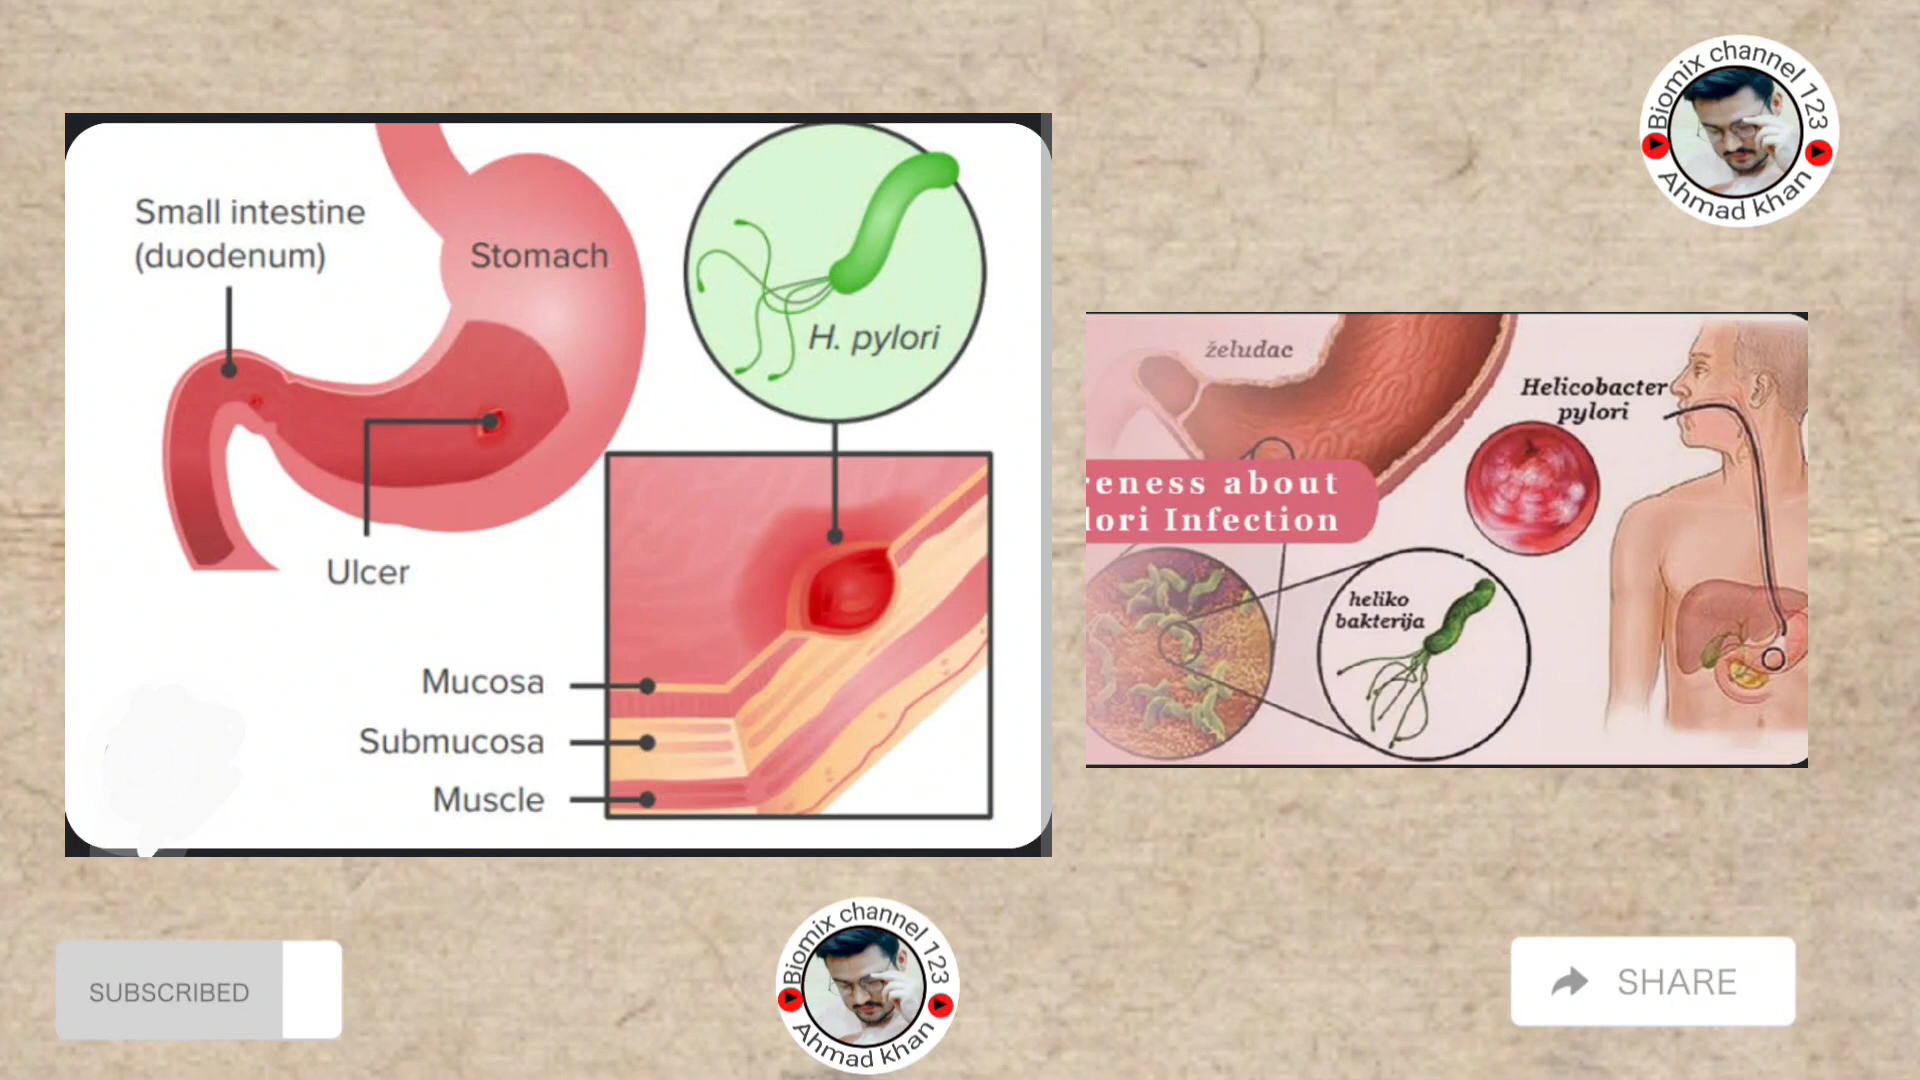 Small intestine
(duodenum)
Stomach
H. pylori
Ulcer
Mucosa
Submucosa
Muscle
Biomix channel 123
Ahmad khan
želudac
Helicobacter
pylori
reness about
lori Infection
heliko
bakterija
SUBSCRIBED
Biomix channel 123
Ahmad khan
SHARE